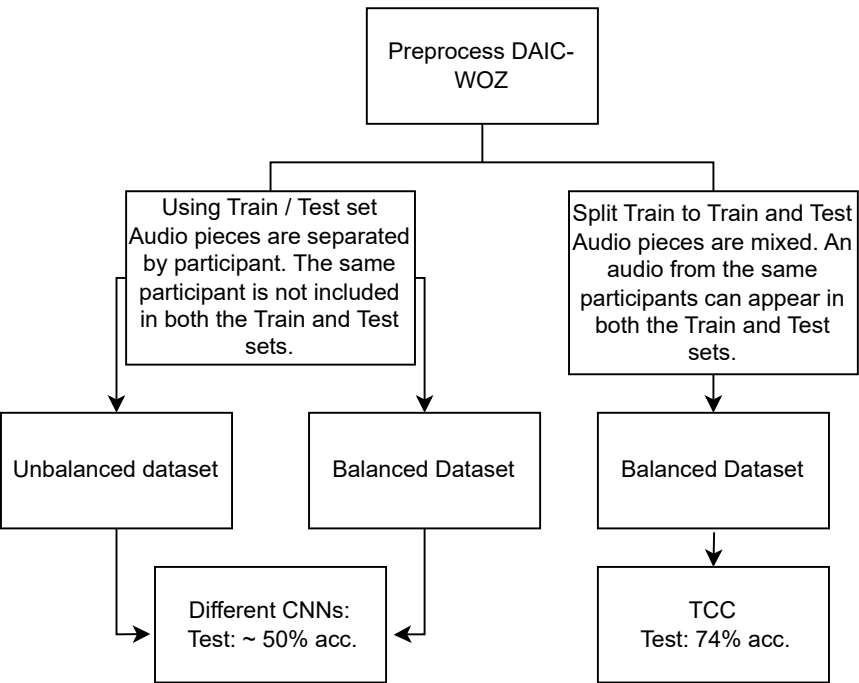 Preprocess DAIC-
WOZ
Using Train / Test set
Audio pieces are separated
by participant. The same
participant is not included
in both the Train and Test
sets.
Split Train to Train and Test
Audio pieces are mixed. An
audio from the same
participants can appear in
both the Train and Test
sets.
Unbalanced dataset
Balanced Dataset
Balanced Dataset
Different CNNs:
Test: ~ 50% acc.
TCC
Test: 74% acc.